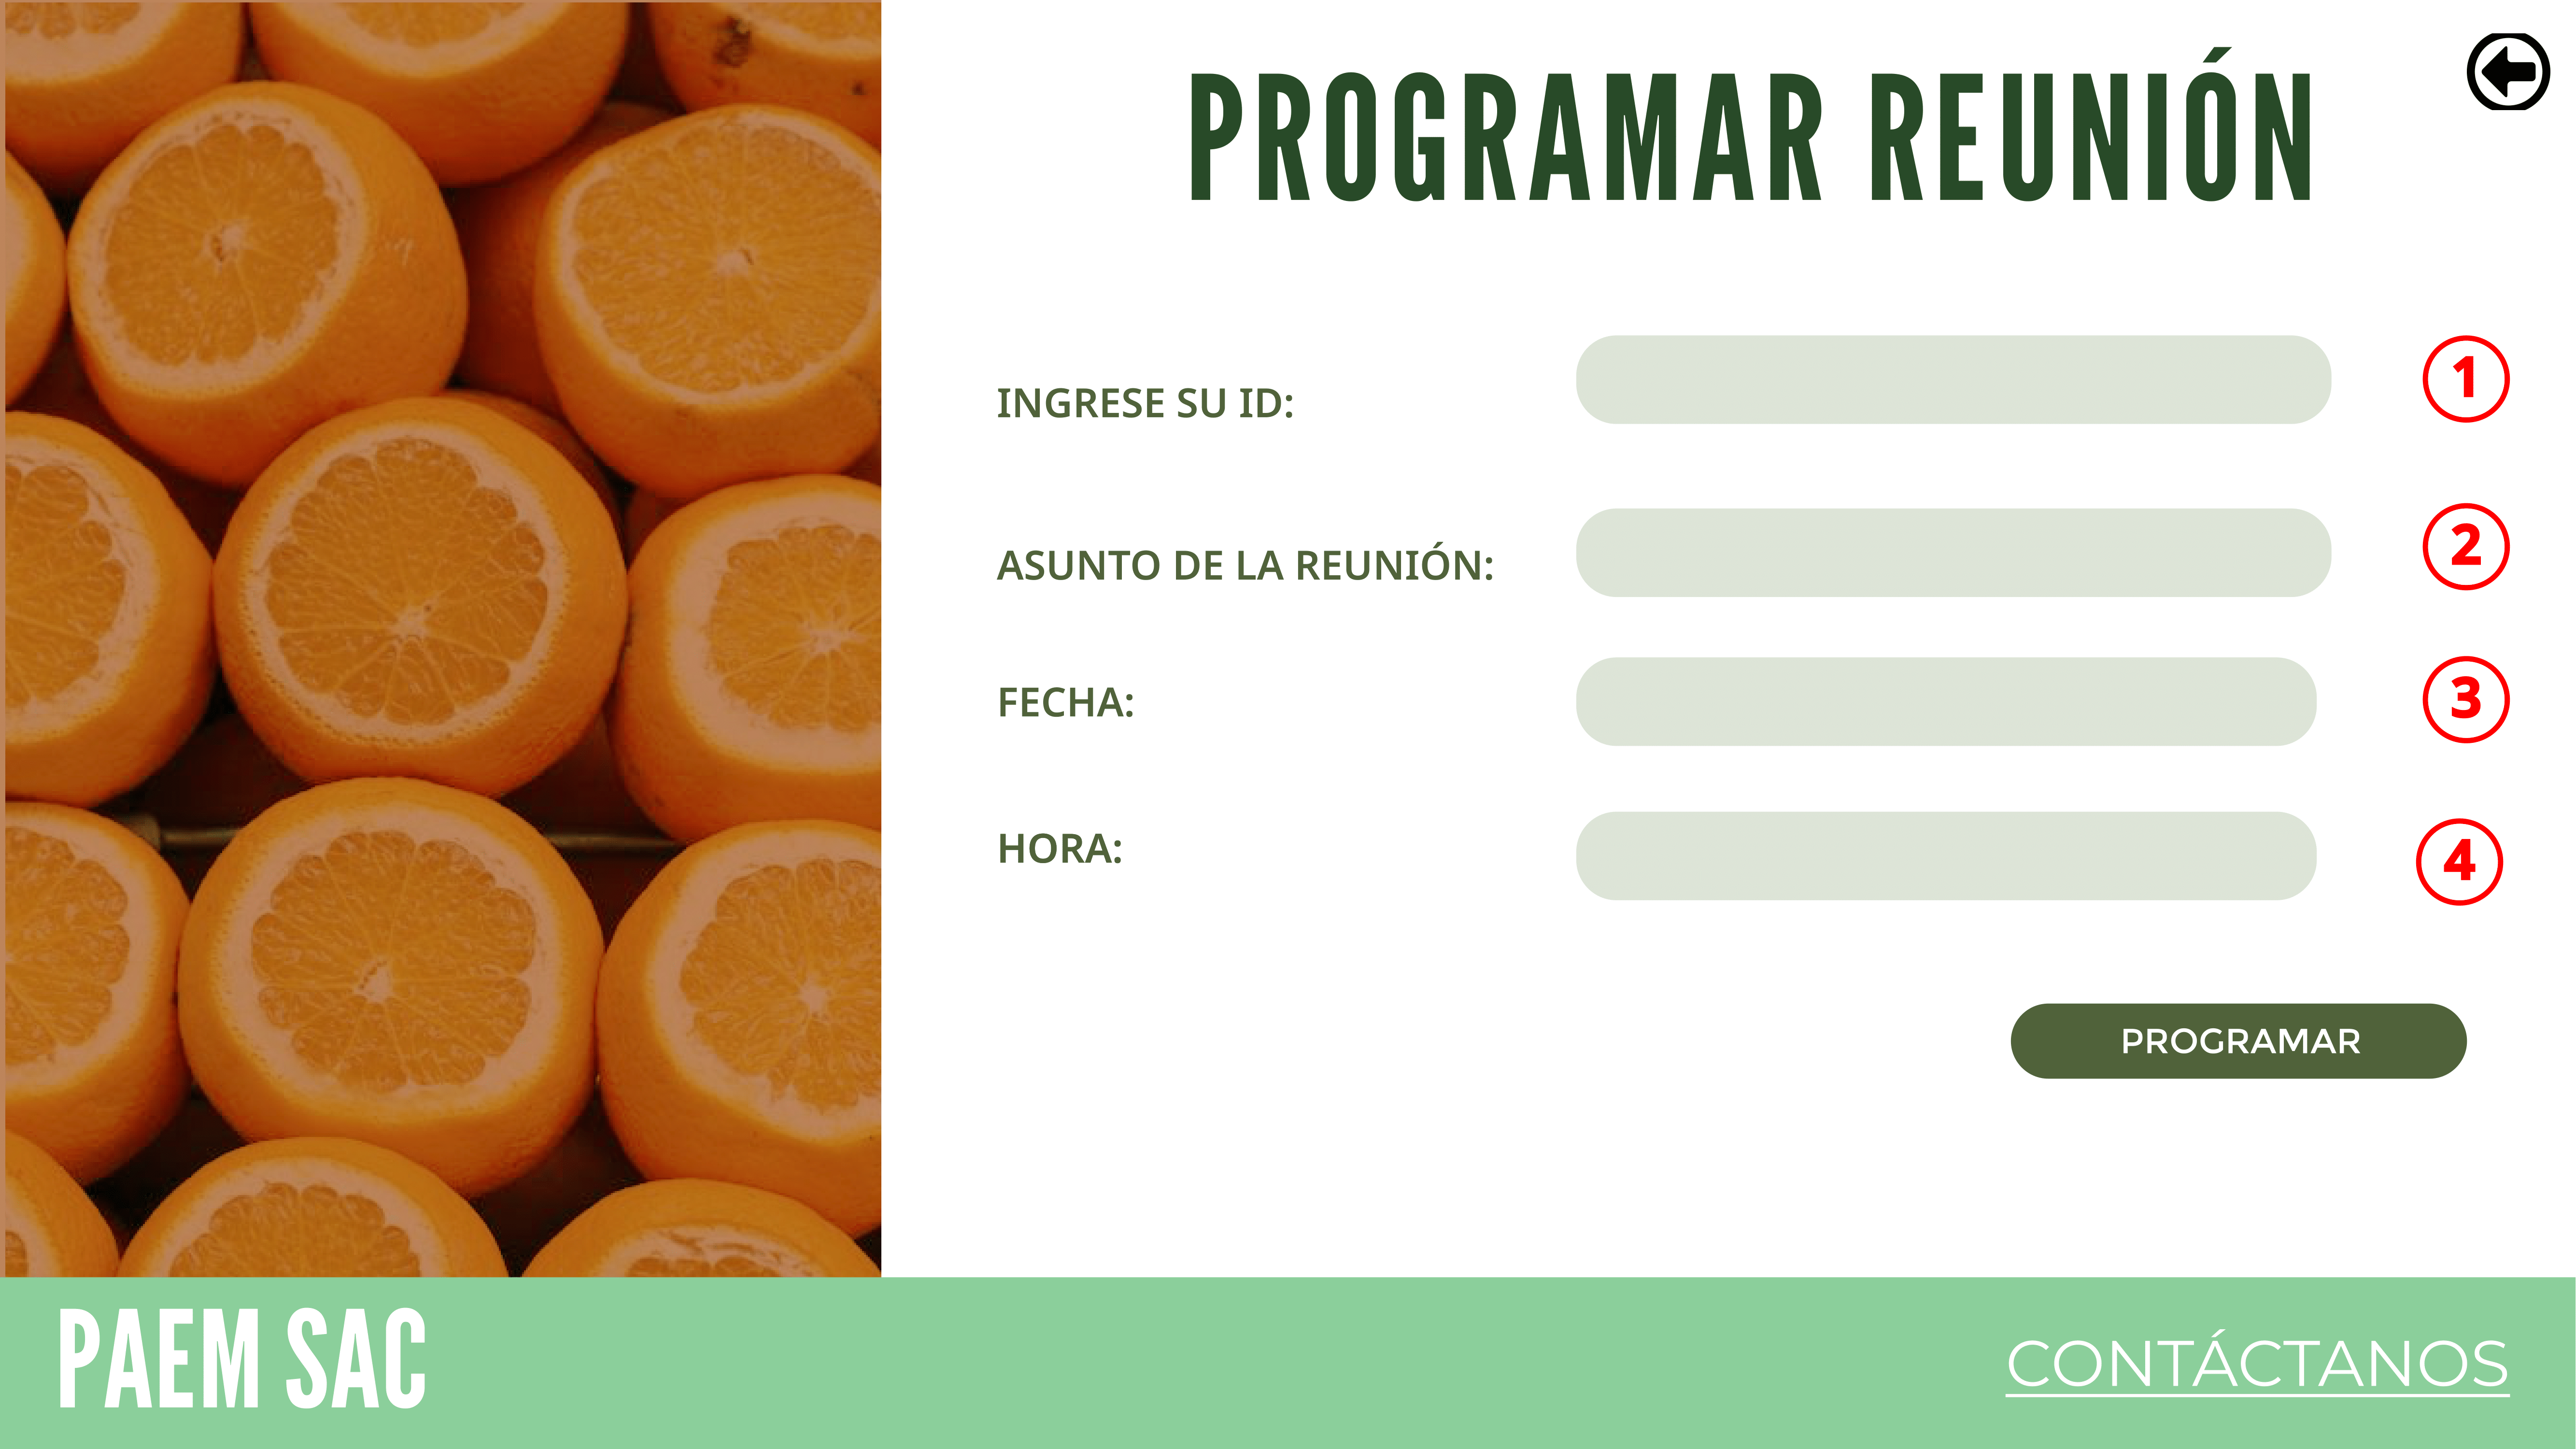 PROGRAMAR REUNIÓN
INGRESE SU ID:
1
ASUNTO DE LA REUNIÓN:
2
FECHA:
3
HORA:
4
PROGRAMAR
PAEM SAC
CONTÁCTANOS